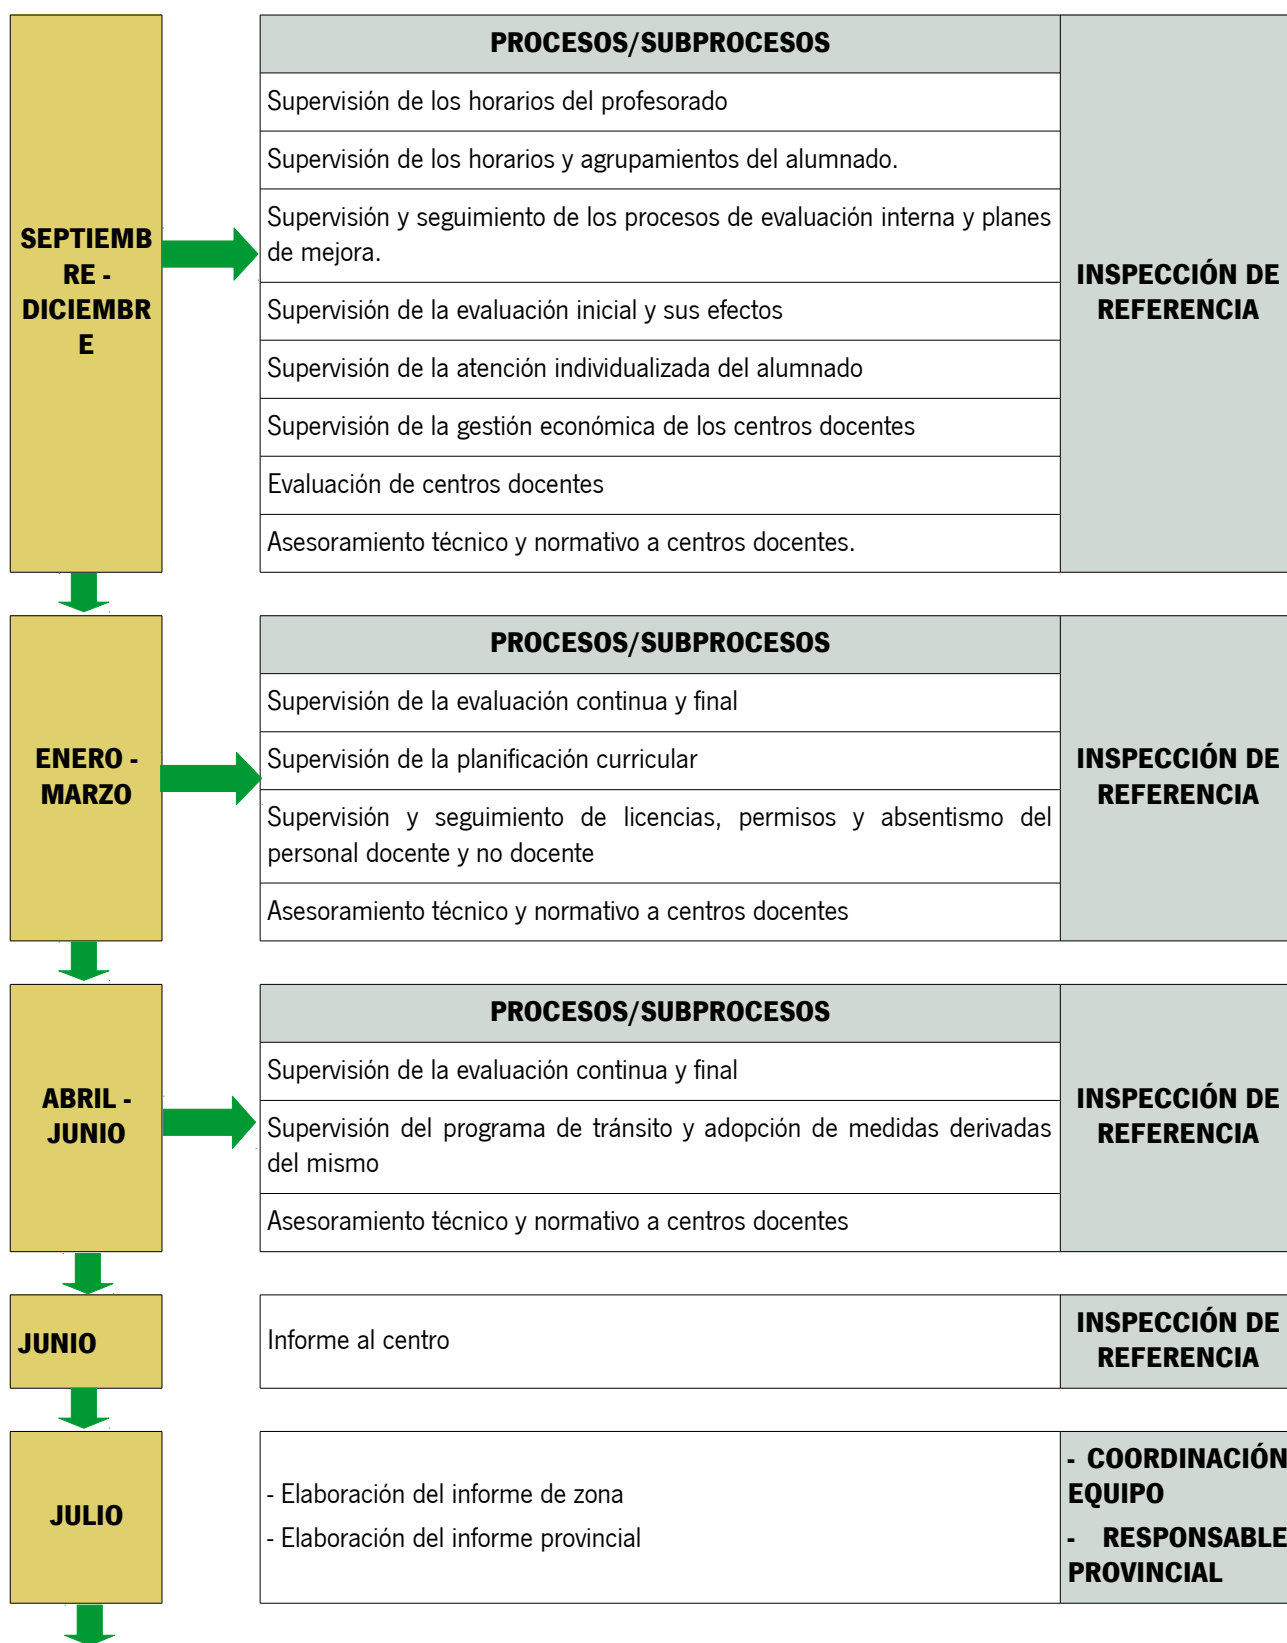 SEPTIEMB
RE -
DICIEMBR
E
PROCESOS/SUBPROCESOS
Supervisión de los horarios del profesorado
Supervisión de los horarios y agrupamientos del alumnado.
Supervisión y seguimiento de los procesos de evaluación interna y planes
de mejora.
Supervisión de la evaluación inicial y sus efectos
Supervisión de la atención individualizada del alumnado
Supervisión de la gestión económica de los centros docentes
Evaluación de centros docentes
Asesoramiento técnico y normativo a centros docentes.
INSPECCIÓN DE
REFERENCIA
ENERO -
MARZO
PROCESOS/SUBPROCESOS
Supervisión de la evaluación continua y final
Supervisión de la planificación curricular
Supervisión y seguimiento de licencias, permisos y absentismo del
personal docente y no docente
Asesoramiento técnico y normativo a centros docentes
INSPECCIÓN DE
REFERENCIA
ABRIL -
JUNIO
PROCESOS/SUBPROCESOS
Supervisión de la evaluación continua y final
Supervisión del programa de tránsito y adopción de medidas derivadas
del mismo
Asesoramiento técnico y normativo a centros docentes
INSPECCIÓN DE
REFERENCIA
JUNIO
Informe al centro
INSPECCIÓN DE
REFERENCIA
JULIO
- Elaboración del informe de zona
- Elaboración del informe provincial
- COORDINACIÓN
EQUIPO
- RESPONSABLE
PROVINCIAL